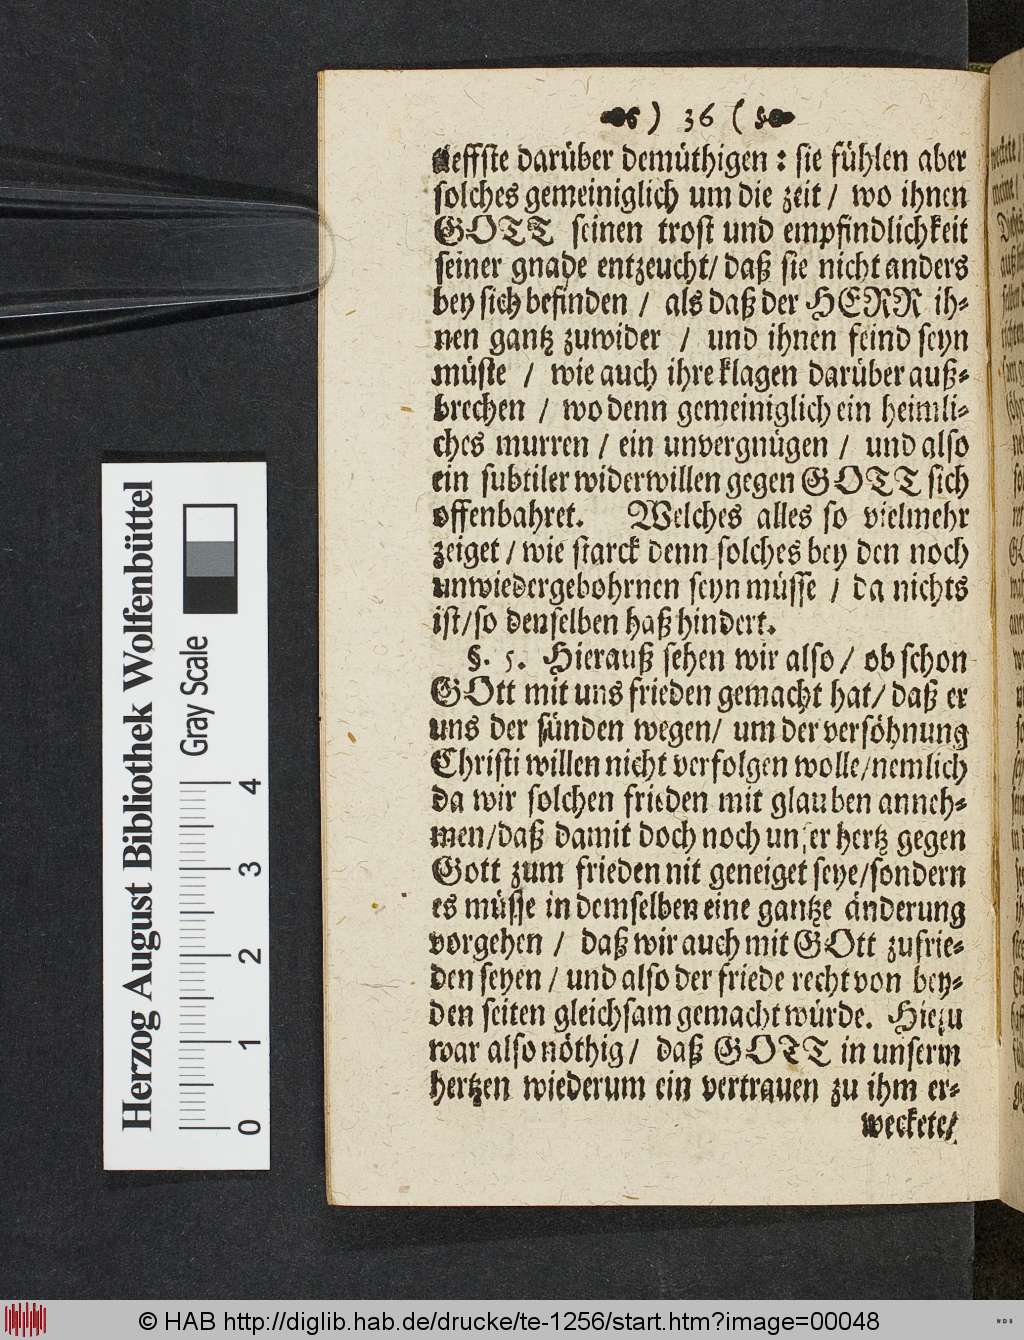 ) 36 (
aeffste darüber demüthigen: sie fühlen aber
solches gemeiniglich um die zeit / wo ihnen
GOTT seinen trost und empfindlichkeit
seiner gnade entzeucht / daß sie nicht anders
bey sich befinden / als daß der HERR ih-
nen gantz zuwider / und ihnen feind seyn
müste / wie auch ihre klagen darüber auß-
brechen / wo denn gemeiniglich ein heimli-
ches murren / ein unvergnügen / und also
ein subtiler widerwillen gegen GOTT sich
offenbahret. Welches alles so vielmehr
zeiget / wie starck denn solches bey den noch
unwiedergebohrnen seyn müsse / da nichts
ist / so denselben haß hindert.
§. 5. Hierauß sehen wir also / ob schon
GOtt mit uns frieden gemacht hat / daß er
uns der sünden wegen / um der versöhnung
Christi willen nicht verfolgen wolle / nemlich
da wir solchen frieden mit glauben anneh-
men / daß damit doch noch unser hertz gegen
Gott zum frieden nit geneiget seye / sondern
es müsse in demselben eine gantze änderung
vorgehen / daß wir auch mit GOtt zufrie-
den seyen / und also der friede recht von bey-
den seiten gleichsam gemacht würde. Hiezu
war also nöthig / daß GOTT in unserm
hertzen wiederum ein vertrauen zu ihm er-
weckete /
Herzog August Bibliothek Wolfenbüttel
Gray Scale
0 1 2 3 4
© HAB http://diglib.hab.de/drucke/te-1256/start.htm?image=00048